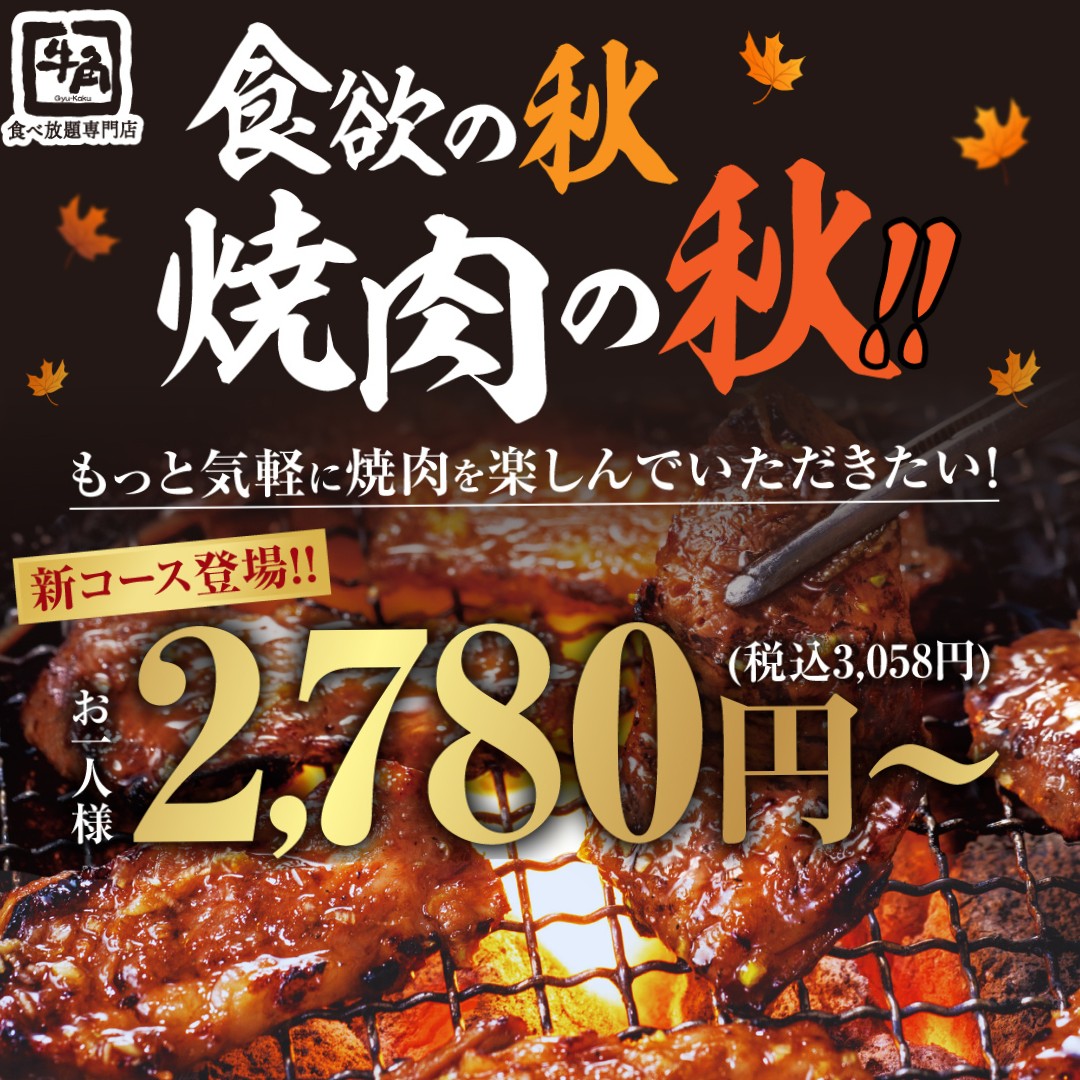 牛角
Gyu-Kaku
食べ放題専門店
食欲の秋
焼肉の秋!!
もっと気軽に焼肉を楽しんでいただきたい!
新コース登場!!
お一人様
2,780円～
(税込3,058円)